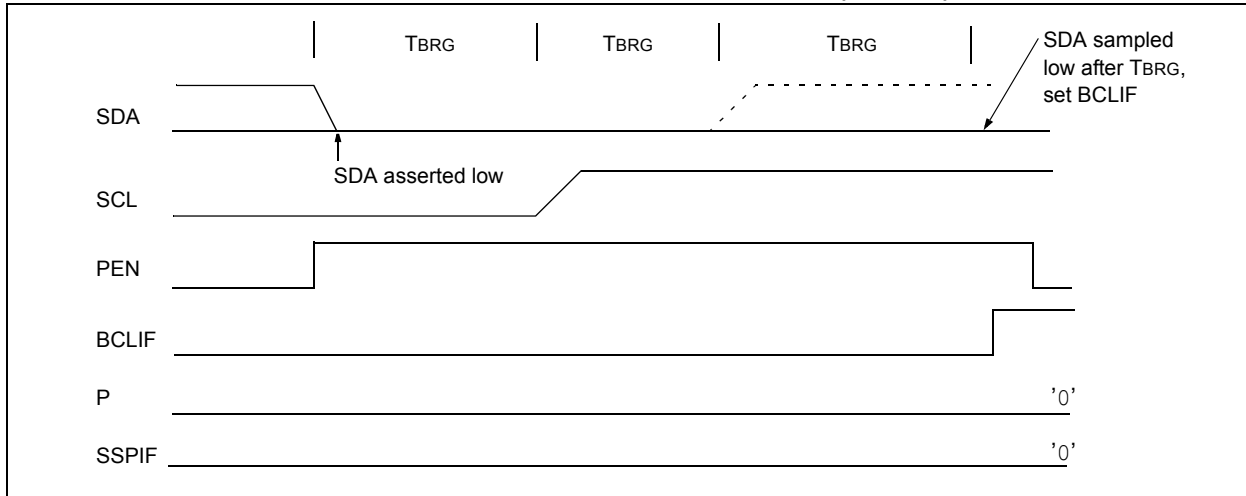 TBRG TBRG TBRG
SDA sampled
low after TBRG,
set BCLIF
SDA
SDA asserted low
SCL
PEN
BCLIF
P '0'
SSPIF '0'